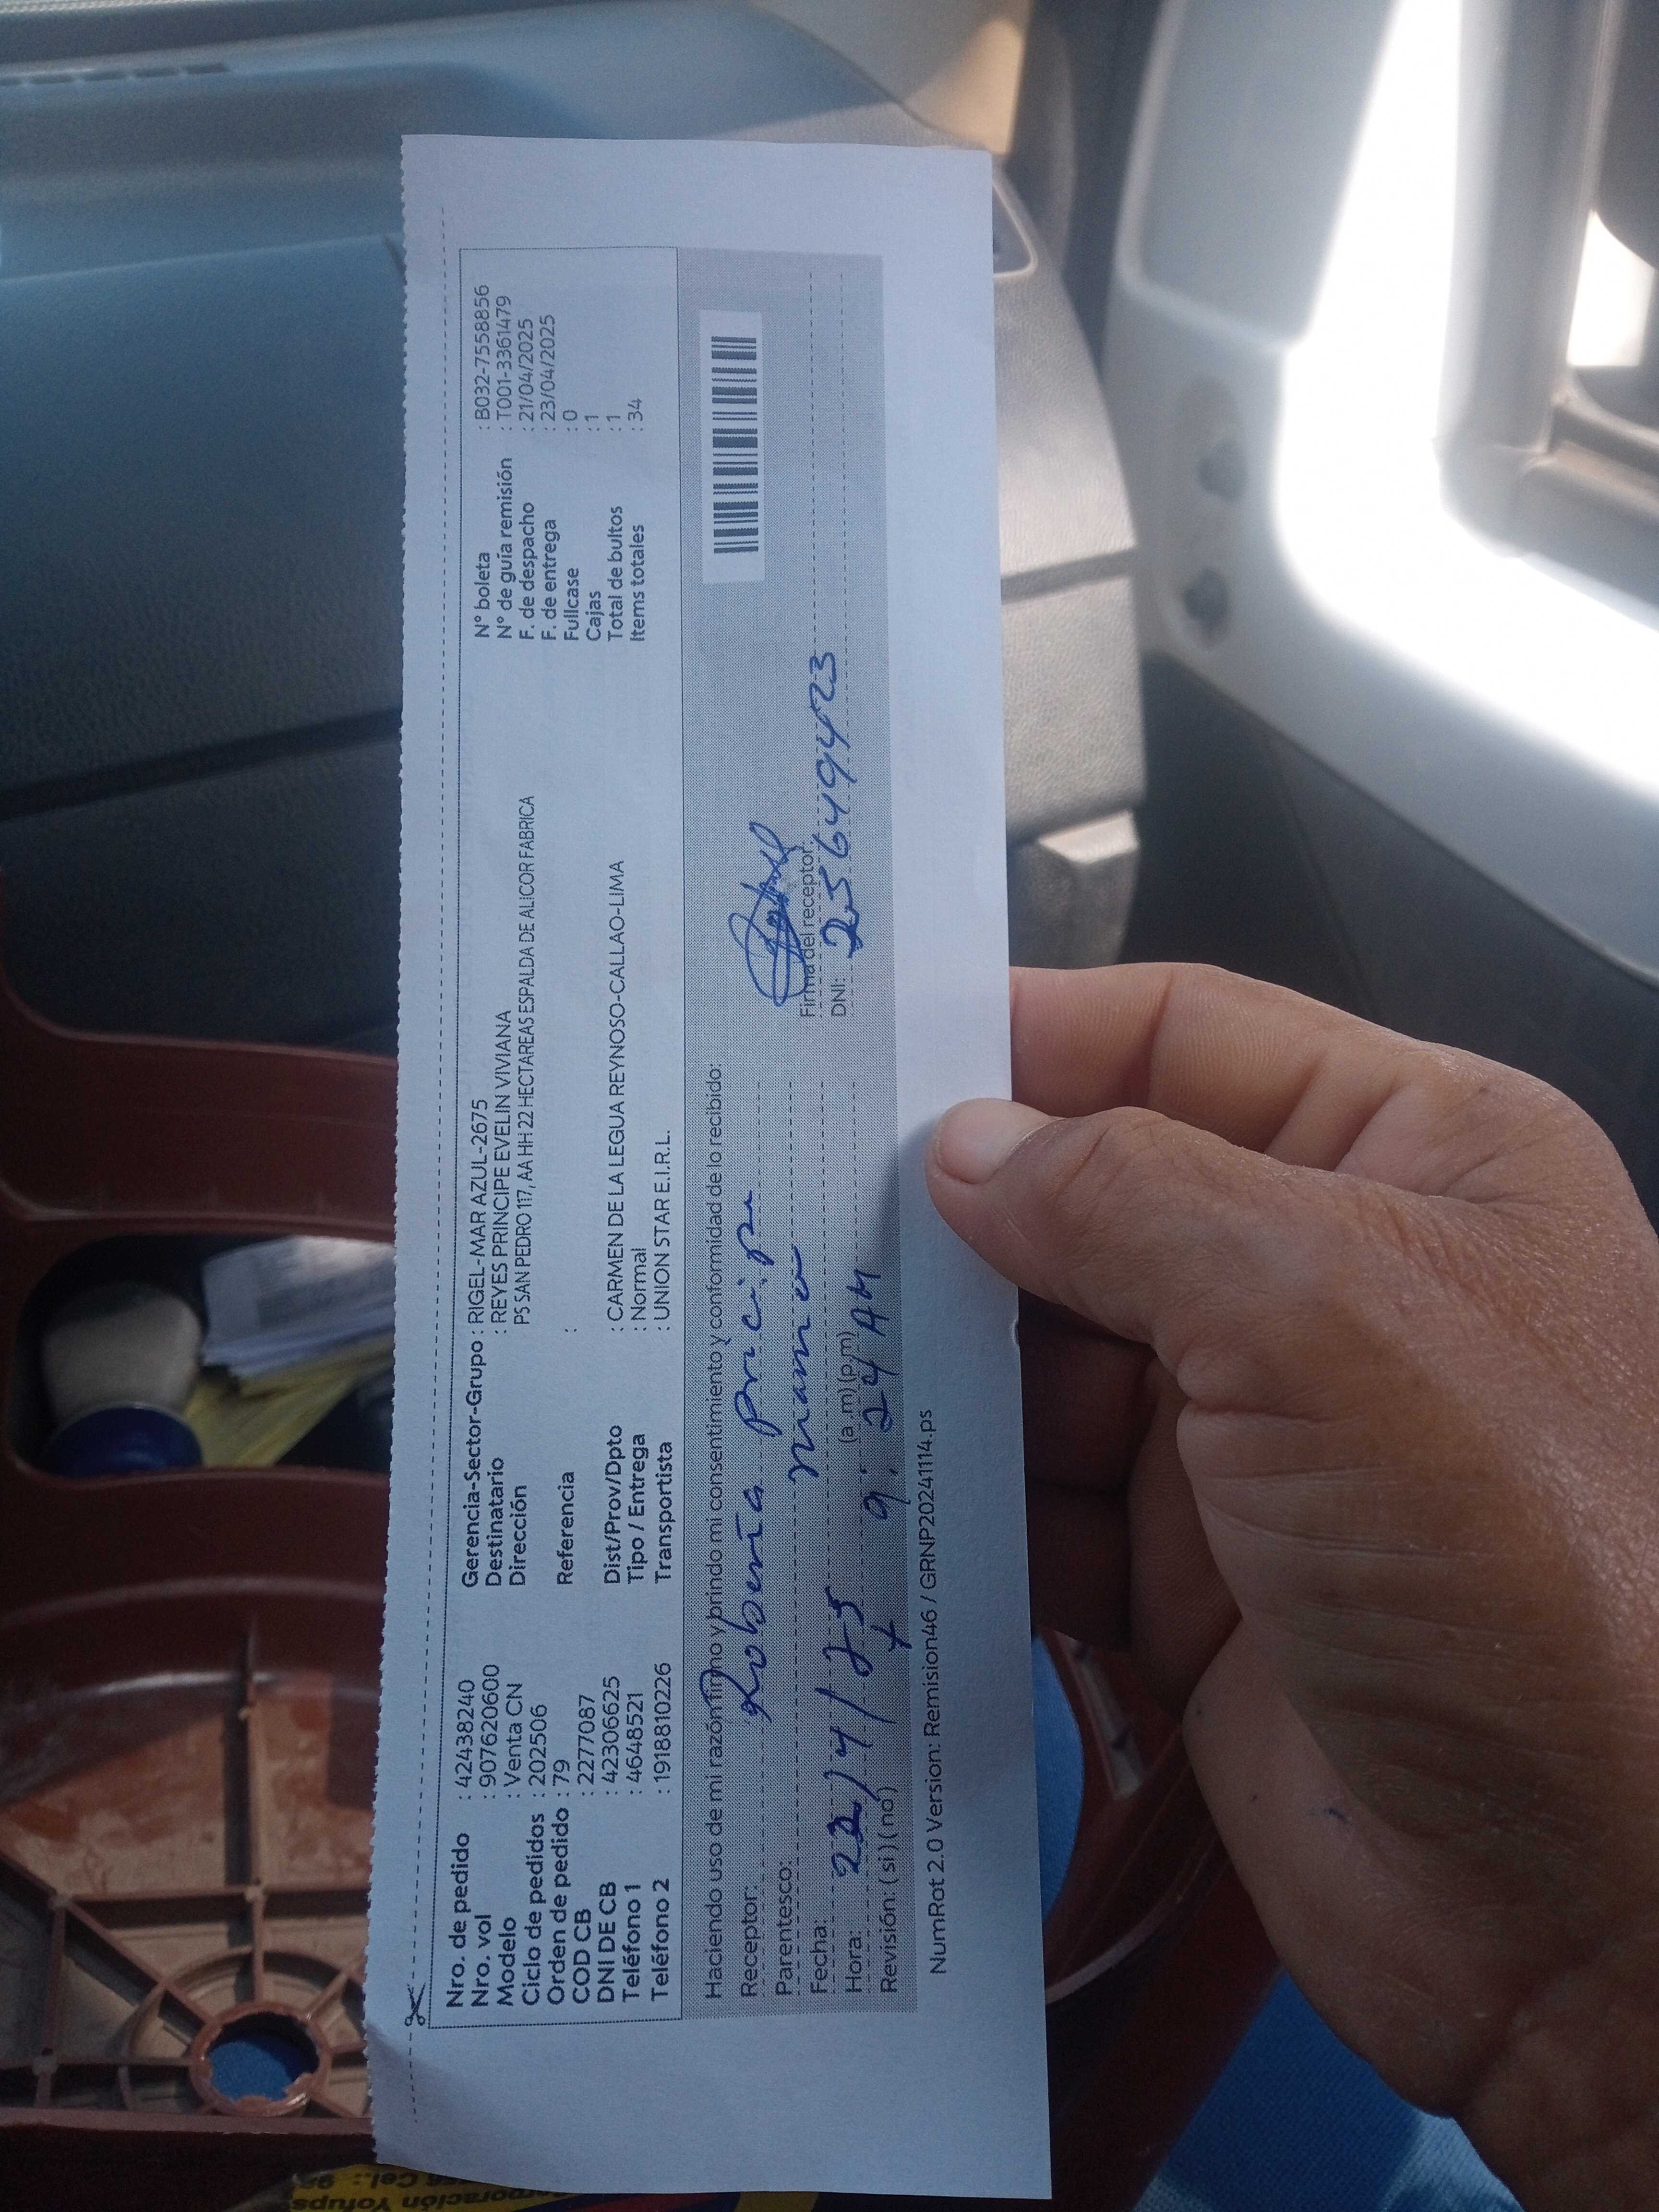 Nro. de pedido : 42438240
Nro. vol : 907620600
Modelo : Venta CN
Ciclo de pedidos : 202506
Orden de pedido : 79
COD CB : 2277087
DNI DE CB : 42306625
Teléfono 1 : 4648521
Teléfono 2 : 1918810226
Gerencia-Sector-Grupo : RIGEL-MAR AZUL-2675
Destinatario : REYES PRINCIPE EVELIN VIVIANA
Dirección PS SAN PEDRO 117, AA HH 22 HECTAREAS ESPALDA DE ALICOR FABRICA
Referencia :
Dist/Prov/Dpto : CARMEN DE LA LEGUA REYNOSO-CALLAO-LIMA
Tipo / Entrega : Normal
Transportista : UNION STAR E.I.R.L.
N° boleta : B032-7558856
N° de guía remisión : T001-3361479
F. de despacho : 21/04/2025
F. de entrega : 23/04/2025
Fullcase : 0
Cajas : 1
Total de bultos : 1
Items totales : 34
Haciendo uso de mi razón firmo y brindo mi consentimiento y conformidad de lo recibido:
Receptor: Robería pricipe
Parentesco: mama
Fecha: 23/4/25
Hora: (a.m) (p.m)
Revisión: ( si ) ( no ) 9:24 AM
Firma del receptor:
DNI: 25649423
NumRot 2.0 Version: Remision46 / GRNP20241114.ps